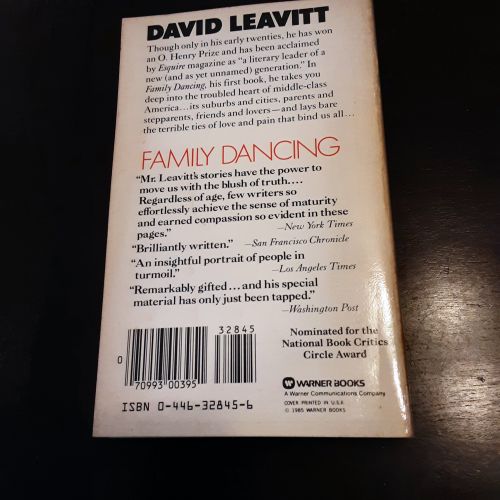 DAVID LEAVITT
Though only in his early twenties, he has won
an O. Henry Prize and has been acclaimed
by Esquire magazine as “a literary leader of a
new (and as yet unnamed) generation.” In
Family Dancing, his first book, he takes you
deep into the troubled heart of middle-class
America...its suburbs and cities, parents and
stepparents, friends and lovers—and lays bare
the terrible ties of love and pain that bind us all...
FAMILY DANCING
“Mr. Leavitt's stories have the power to
move us with the blush of truth....
Regardless of age, few writers so
effortlessly achieve the sense of maturity
and earned compassion so evident in these
pages.” —New York Times
“Brilliantly written.” —San Francisco Chronicle
“An insightful portrait of people in
turmoil.” —Los Angeles Times
“Remarkably gifted... and his special
material has only just been tapped.”
—Washington Post
32845
0
70993 00395
ISBN 0-446-32845-6
Nominated for the
National Book Critics
Circle Award
WARNER BOOKS
A Warner Communications Company
COVER PRINTED IN U.S.A.
© 1985 WARNER BOOKS